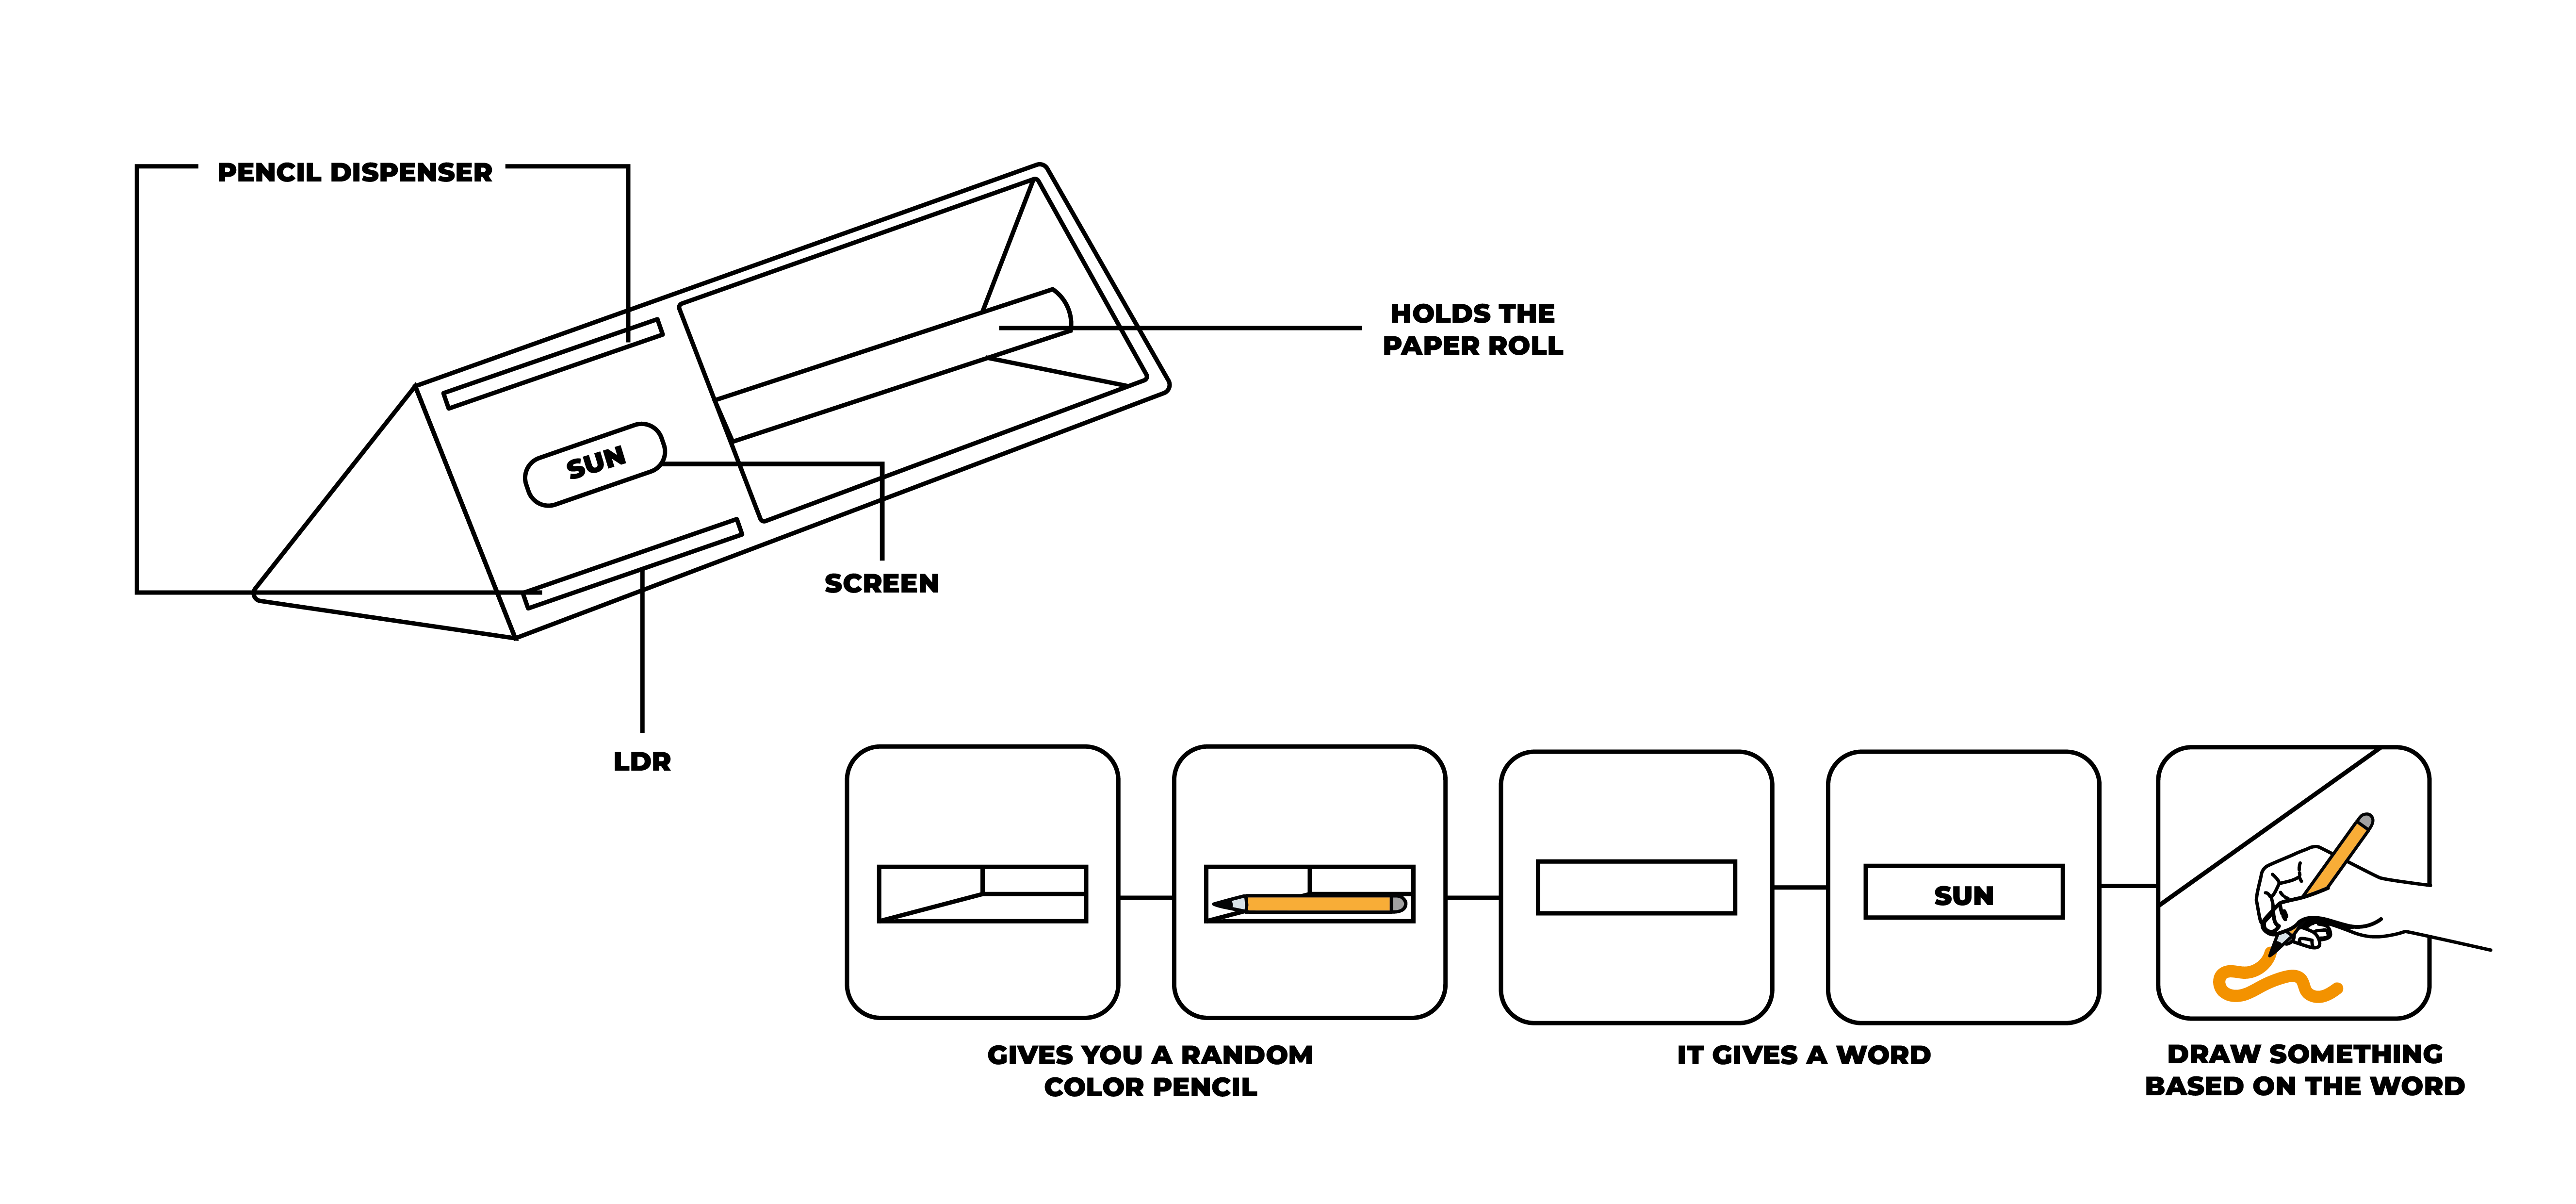 PENCIL DISPENSER
HOLDS THE
PAPER ROLL
SUN
SCREEN
LDR
SUN
GIVES YOU A RANDOM
COLOR PENCIL
IT GIVES A WORD
DRAW SOMETHING
BASED ON THE WORD